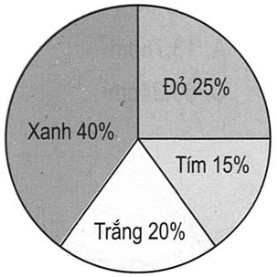 Đỏ 25%
Xanh 40%
Tím 15%
Trắng 20%